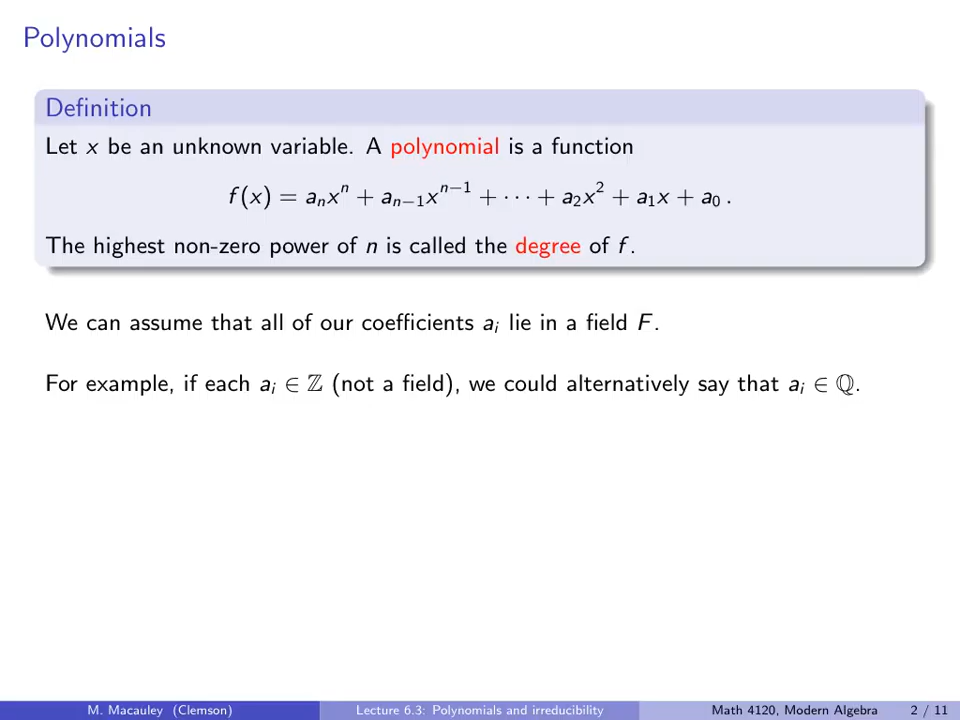 Polynomials
Definition
Let x be an unknown variable. A polynomial is a function
f(x) = aₙxⁿ + aₙ₋₁xⁿ⁻¹ + ··· + a₂x² + a₁x + a₀ .
The highest non-zero power of n is called the degree of f.
We can assume that all of our coefficients aᵢ lie in a field F.
For example, if each aᵢ ∈ ℤ (not a field), we could alternatively say that aᵢ ∈ ℚ.
M. Macauley (Clemson) Lecture 6.3: Polynomials and irreducibility Math 4120, Modern Algebra 2 / 11